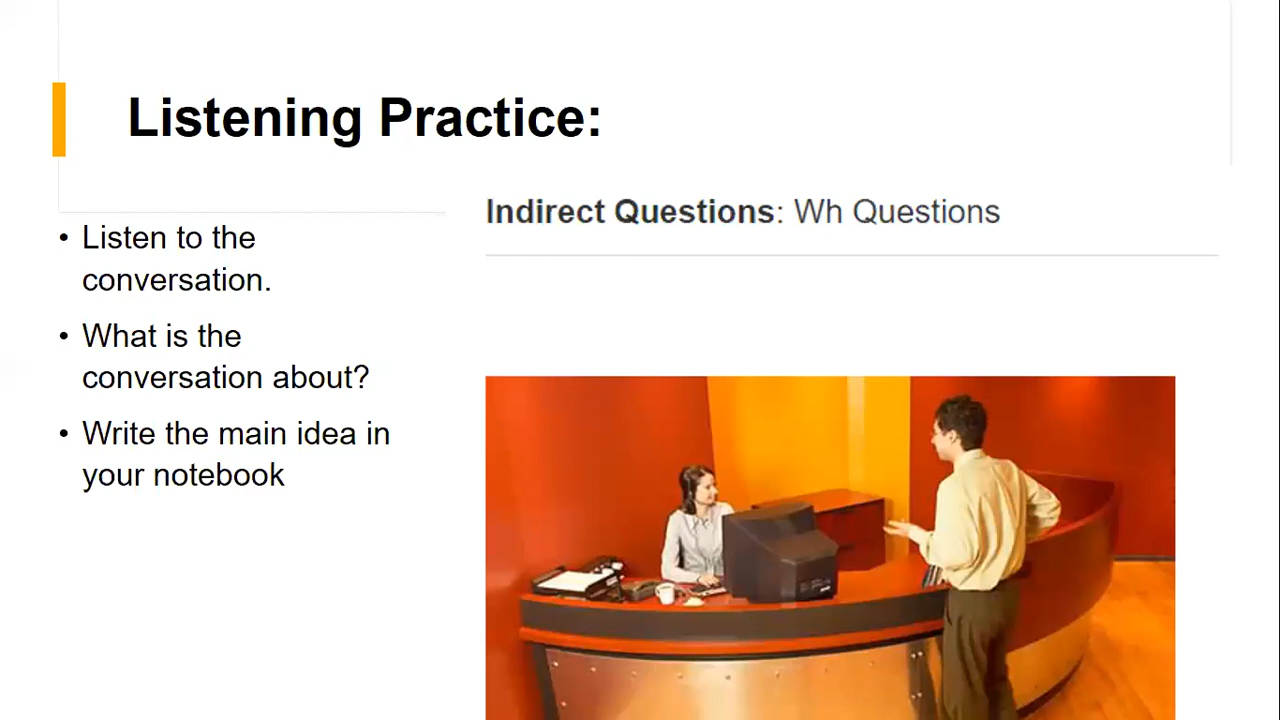 Listening Practice:
Indirect Questions: Wh Questions
• Listen to the
conversation.
• What is the
conversation about?
• Write the main idea in
your notebook